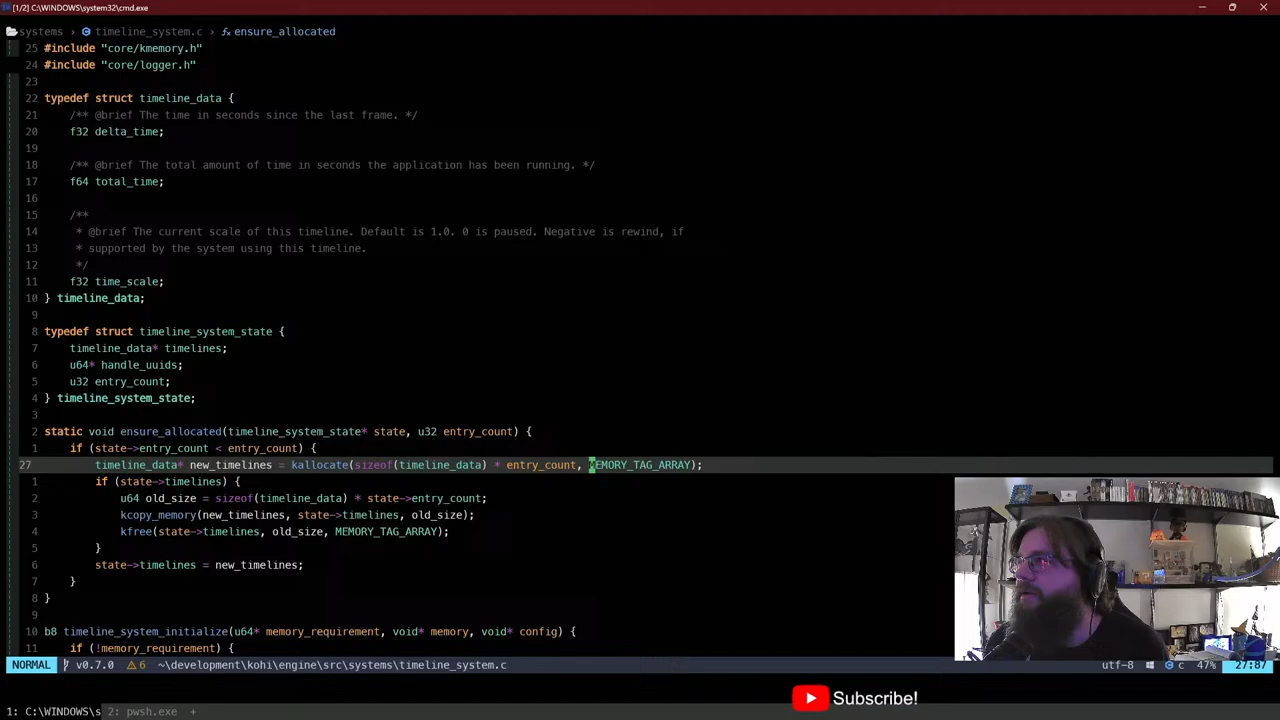 [1/2] C:\WINDOWS\system32\cmd.exe
systems › timeline_system.c › ensure_allocated
25 #include "core/kmemory.h"
24 #include "core/logger.h"
23
22 typedef struct timeline_data {
21 /** @brief The time in seconds since the last frame. */
20 f32 delta_time;
19
18 /** @brief The total amount of time in seconds the application has been running. */
17 f64 total_time;
16
15 /**
14 * @brief The current scale of this timeline. Default is 1.0. 0 is paused. Negative is rewind, if
13 * supported by the system using this timeline.
12 */
11 f32 time_scale;
10 } timeline_data;
9
8 typedef struct timeline_system_state {
7 timeline_data* timelines;
6 u64* handle_uuids;
5 u32 entry_count;
4 } timeline_system_state;
3
2 static void ensure_allocated(timeline_system_state* state, u32 entry_count) {
1 if (state->entry_count < entry_count) {
27 timeline_data* new_timelines = kallocate(sizeof(timeline_data) * entry_count, MEMORY_TAG_ARRAY);
1 if (state->timelines) {
2 u64 old_size = sizeof(timeline_data) * state->entry_count;
3 kcopy_memory(new_timelines, state->timelines, old_size);
4 kfree(state->timelines, old_size, MEMORY_TAG_ARRAY);
5 }
6 state->timelines = new_timelines;
7 }
8 }
9
10 b8 timeline_system_initialize(u64* memory_requirement, void* memory, void* config) {
11 if (!memory_requirement) {
NORMAL v0.7.0 6 ~\development\kohi\engine\src\systems\timeline_system.c utf-8 c 47% 27:87
Subscribe!
1: C:\WINDOWS\s 2: pwsh.exe +